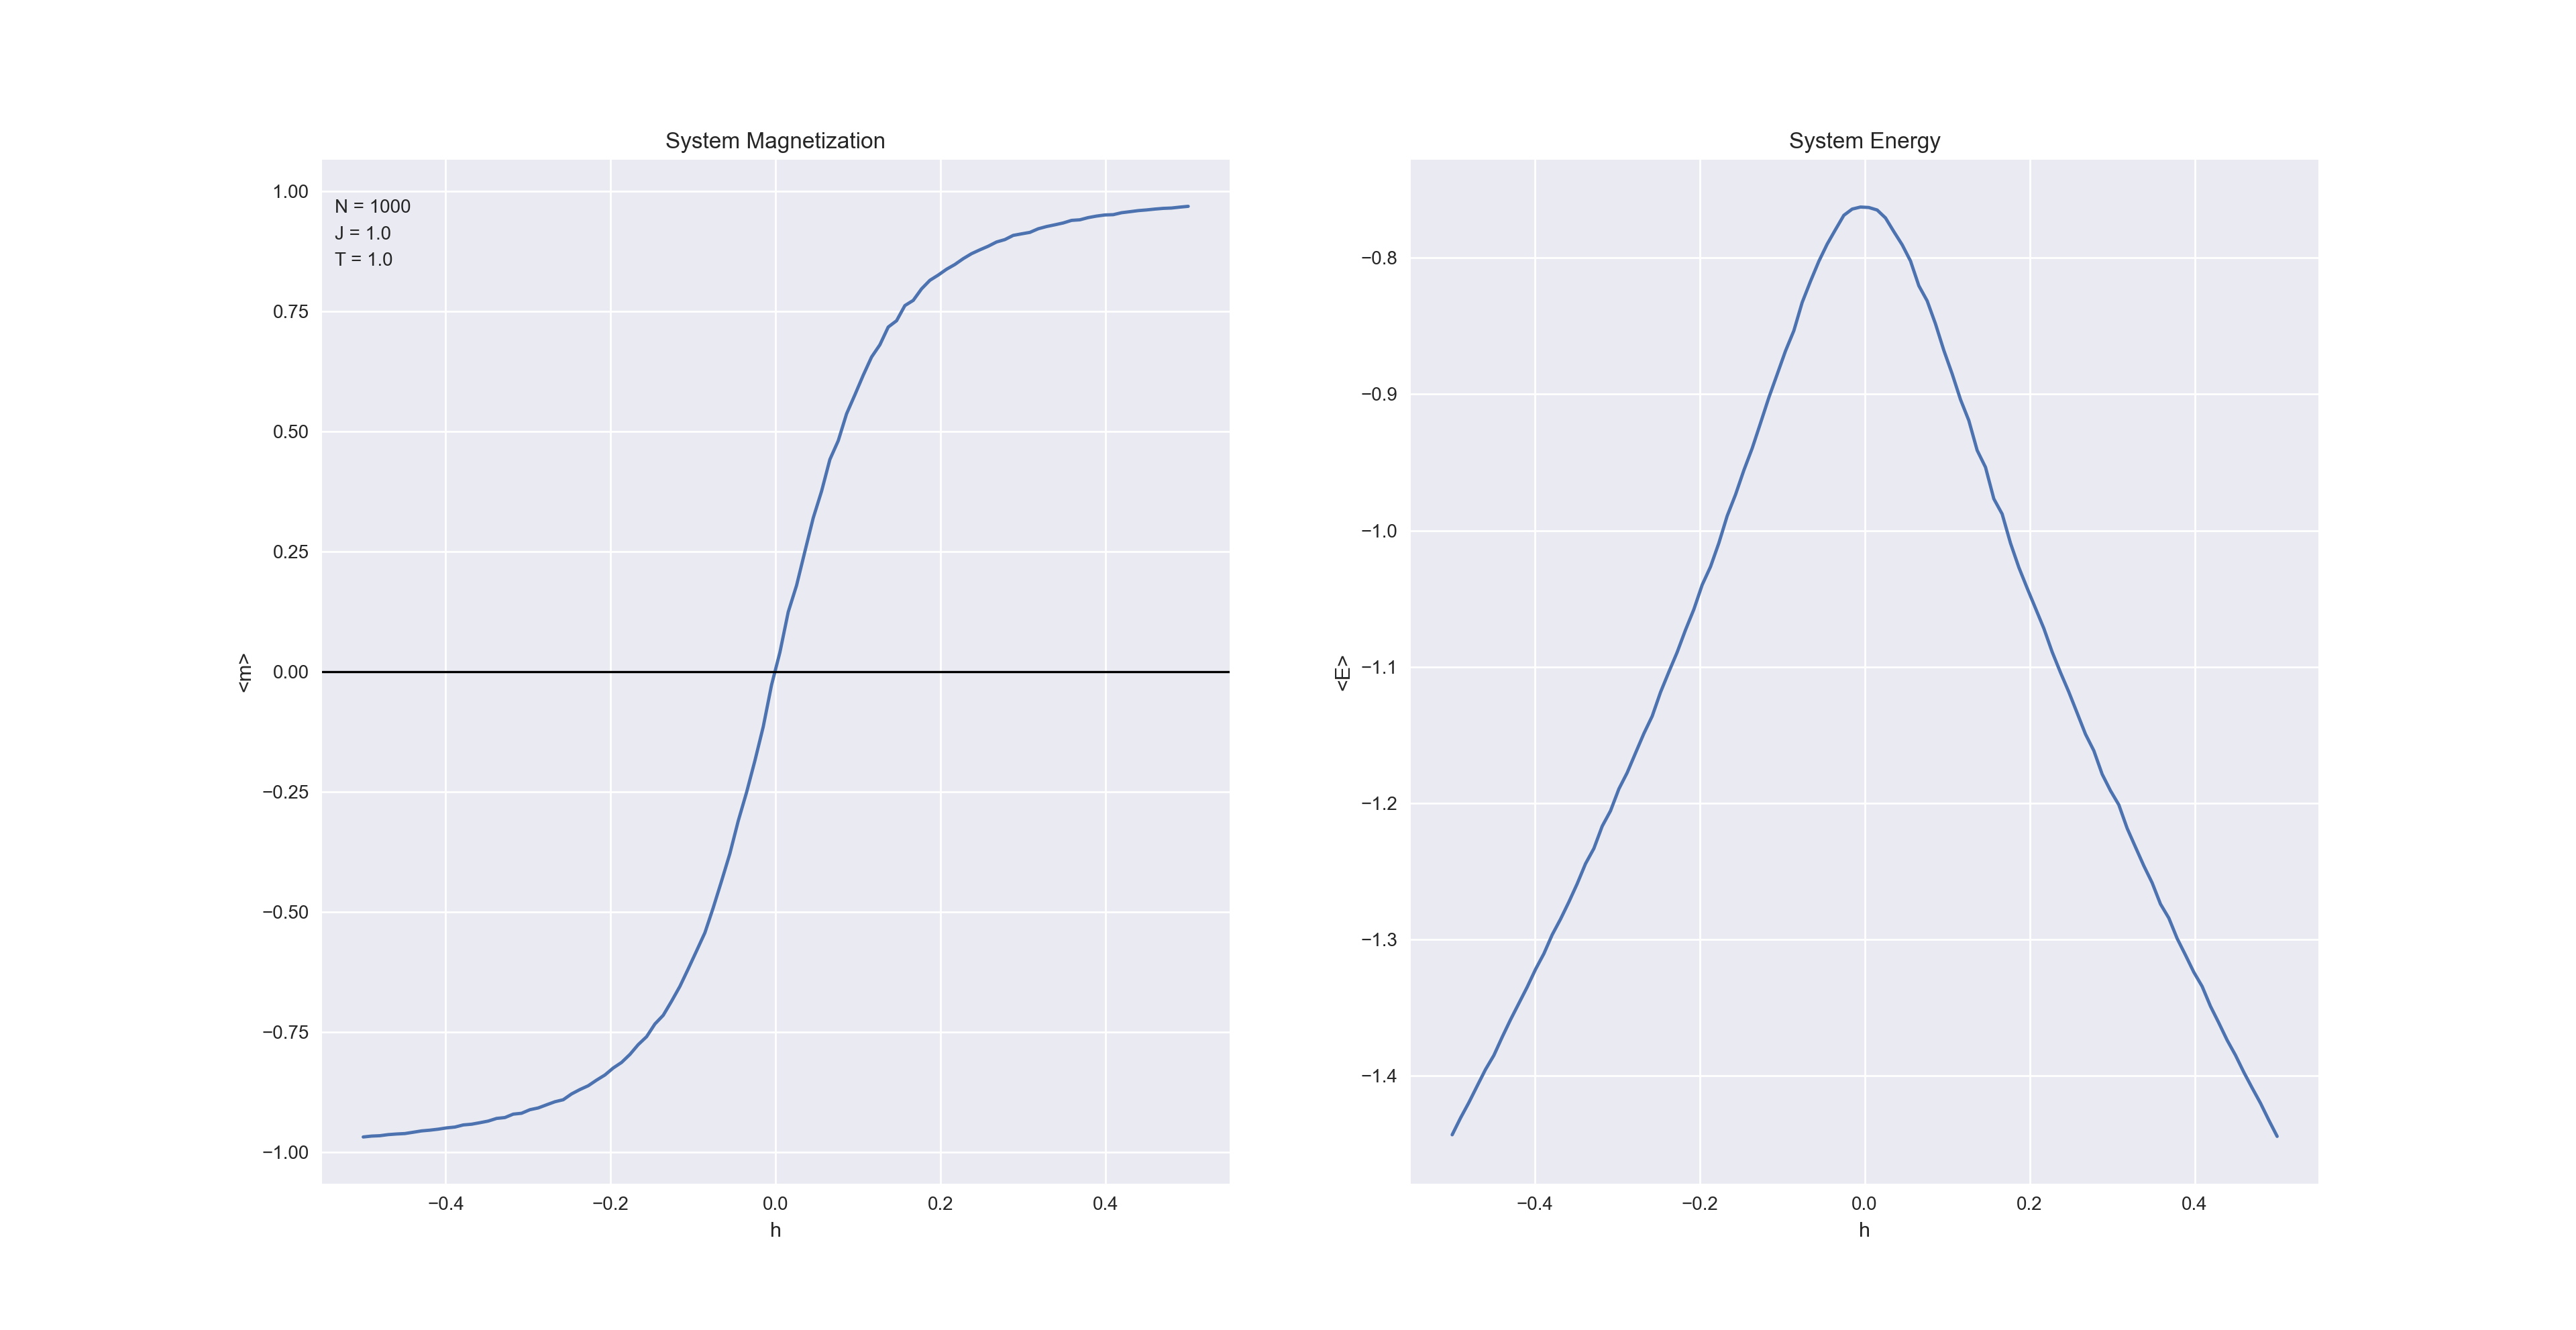 System Magnetization
1.00
0.75
0.50
0.25
0.00
−0.25
−0.50
−0.75
−1.00
N = 1000
J = 1.0
T = 1.0
<m>
−0.4 −0.2 0.0 0.2 0.4
h
System Energy
−0.8
−0.9
−1.0
−1.1
−1.2
−1.3
−1.4
<E>
−0.4 −0.2 0.0 0.2 0.4
h